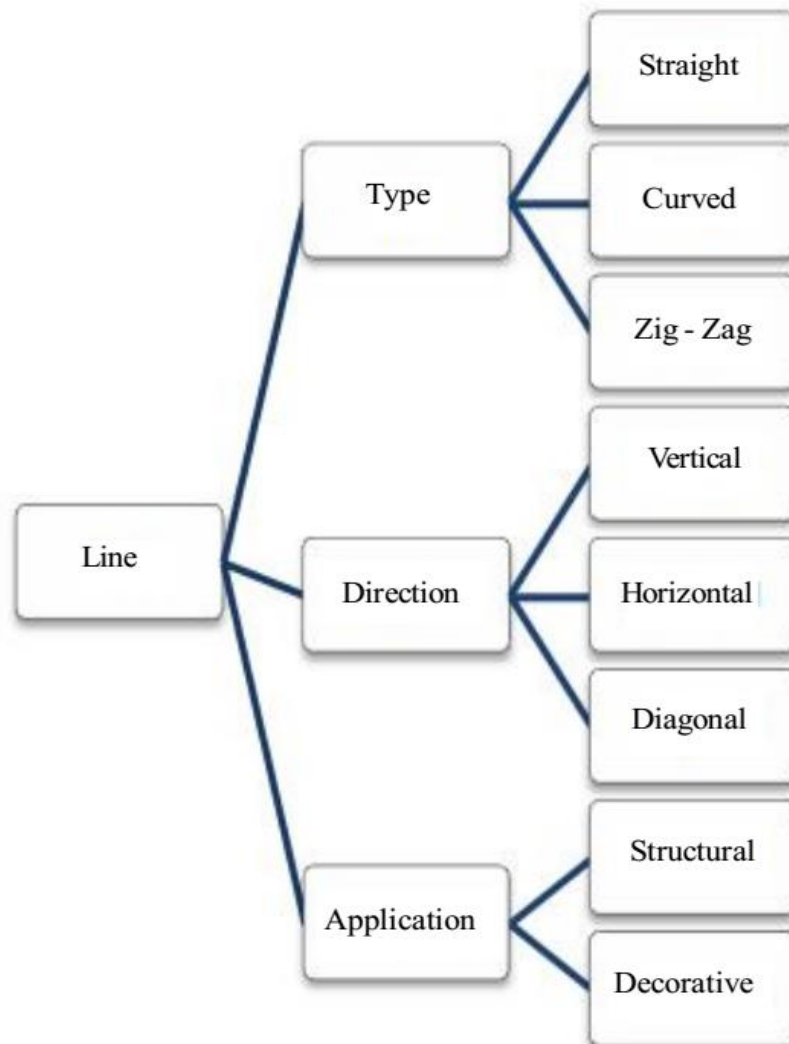 Straight
Type
Curved
Zig - Zag
Vertical
Line
Direction
Horizontal
Diagonal
Structural
Application
Decorative